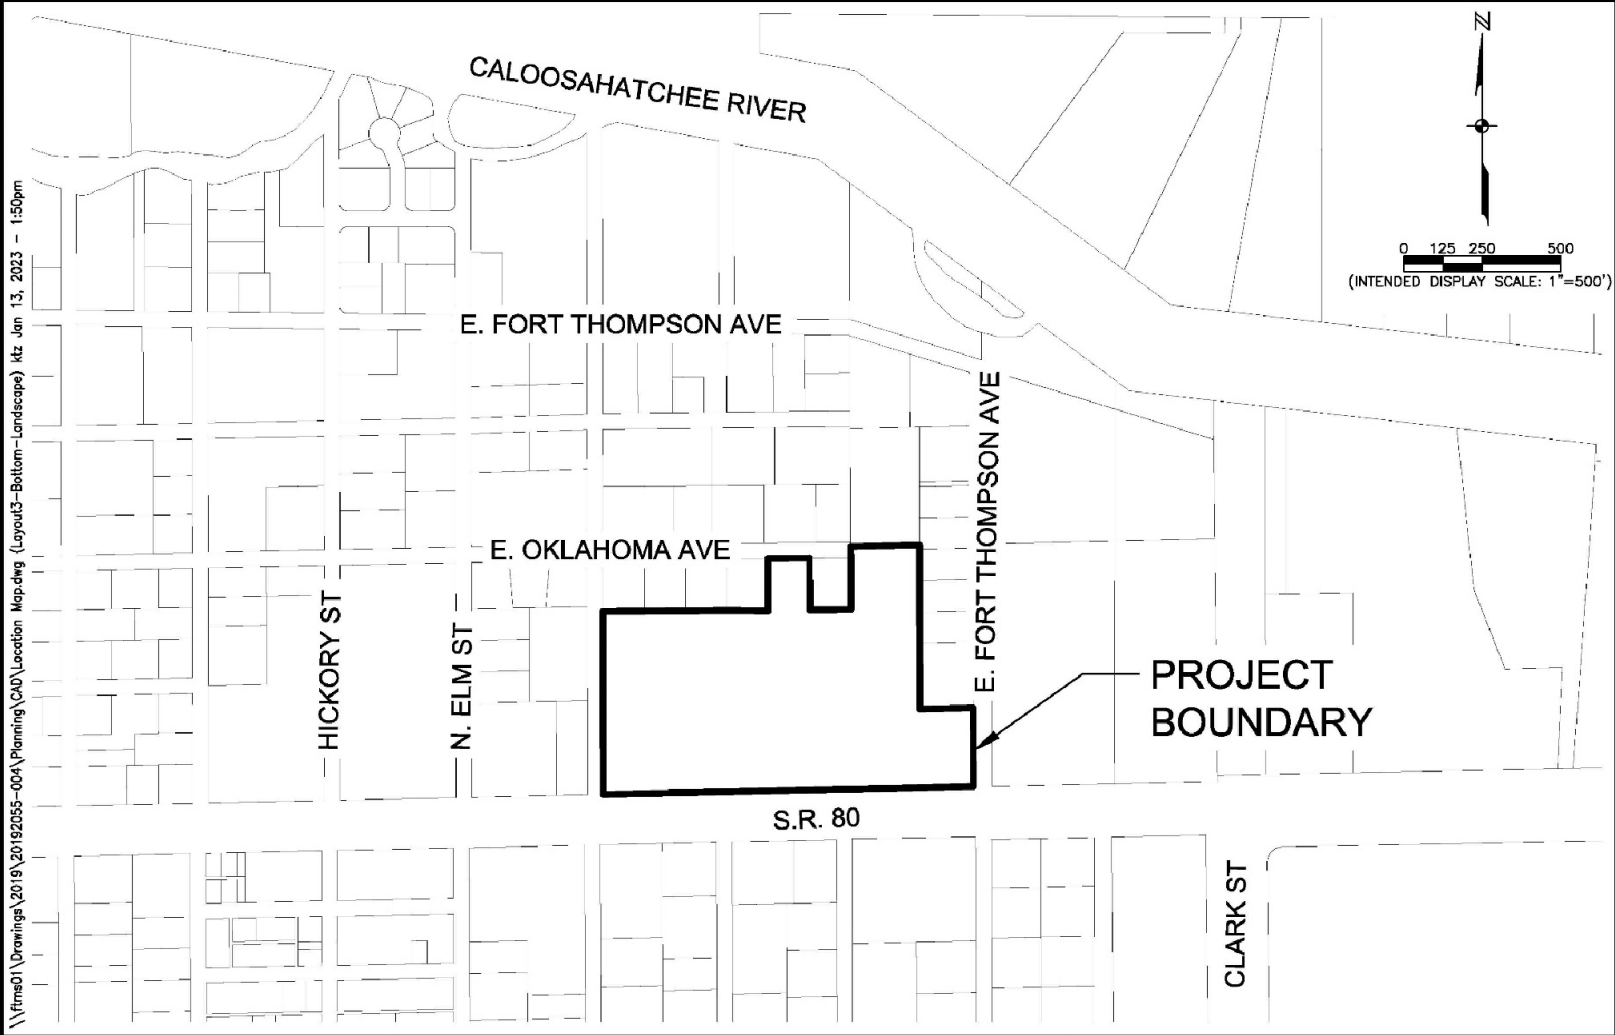 CALOOSAHATCHEE RIVER
N
0 125 250 500
(INTENDED DISPLAY SCALE: 1"=500')
E. FORT THOMPSON AVE
E. FORT THOMPSON AVE
E. OKLAHOMA AVE
HICKORY ST
N. ELM ST
PROJECT
BOUNDARY
S.R. 80
CLARK ST
\\ftms01\Drawings\2019\20192055-004\Planning\CAD\Location Map.dwg (Layout3-Bottom-Landscape) ktz Jan 13, 2023 - 1:50pm